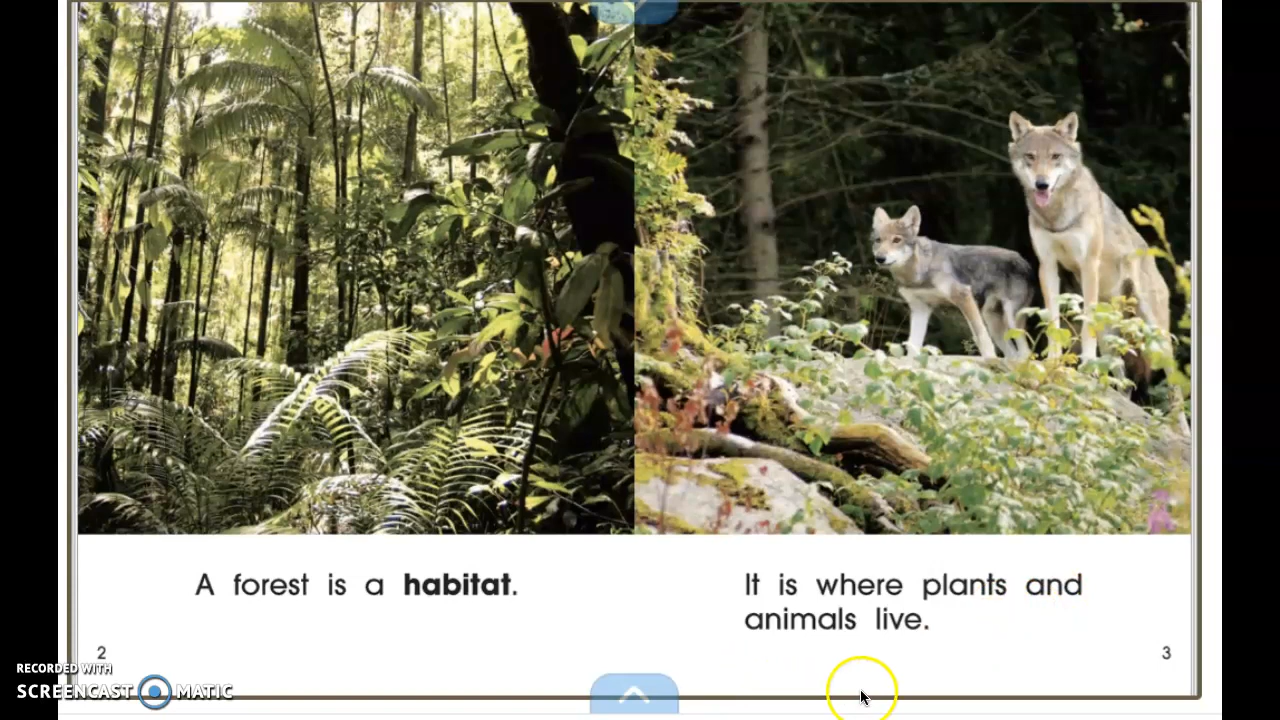 A forest is a habitat.
It is where plants and
animals live.
2
3
RECORDED WITH
SCREENCAST MATIC